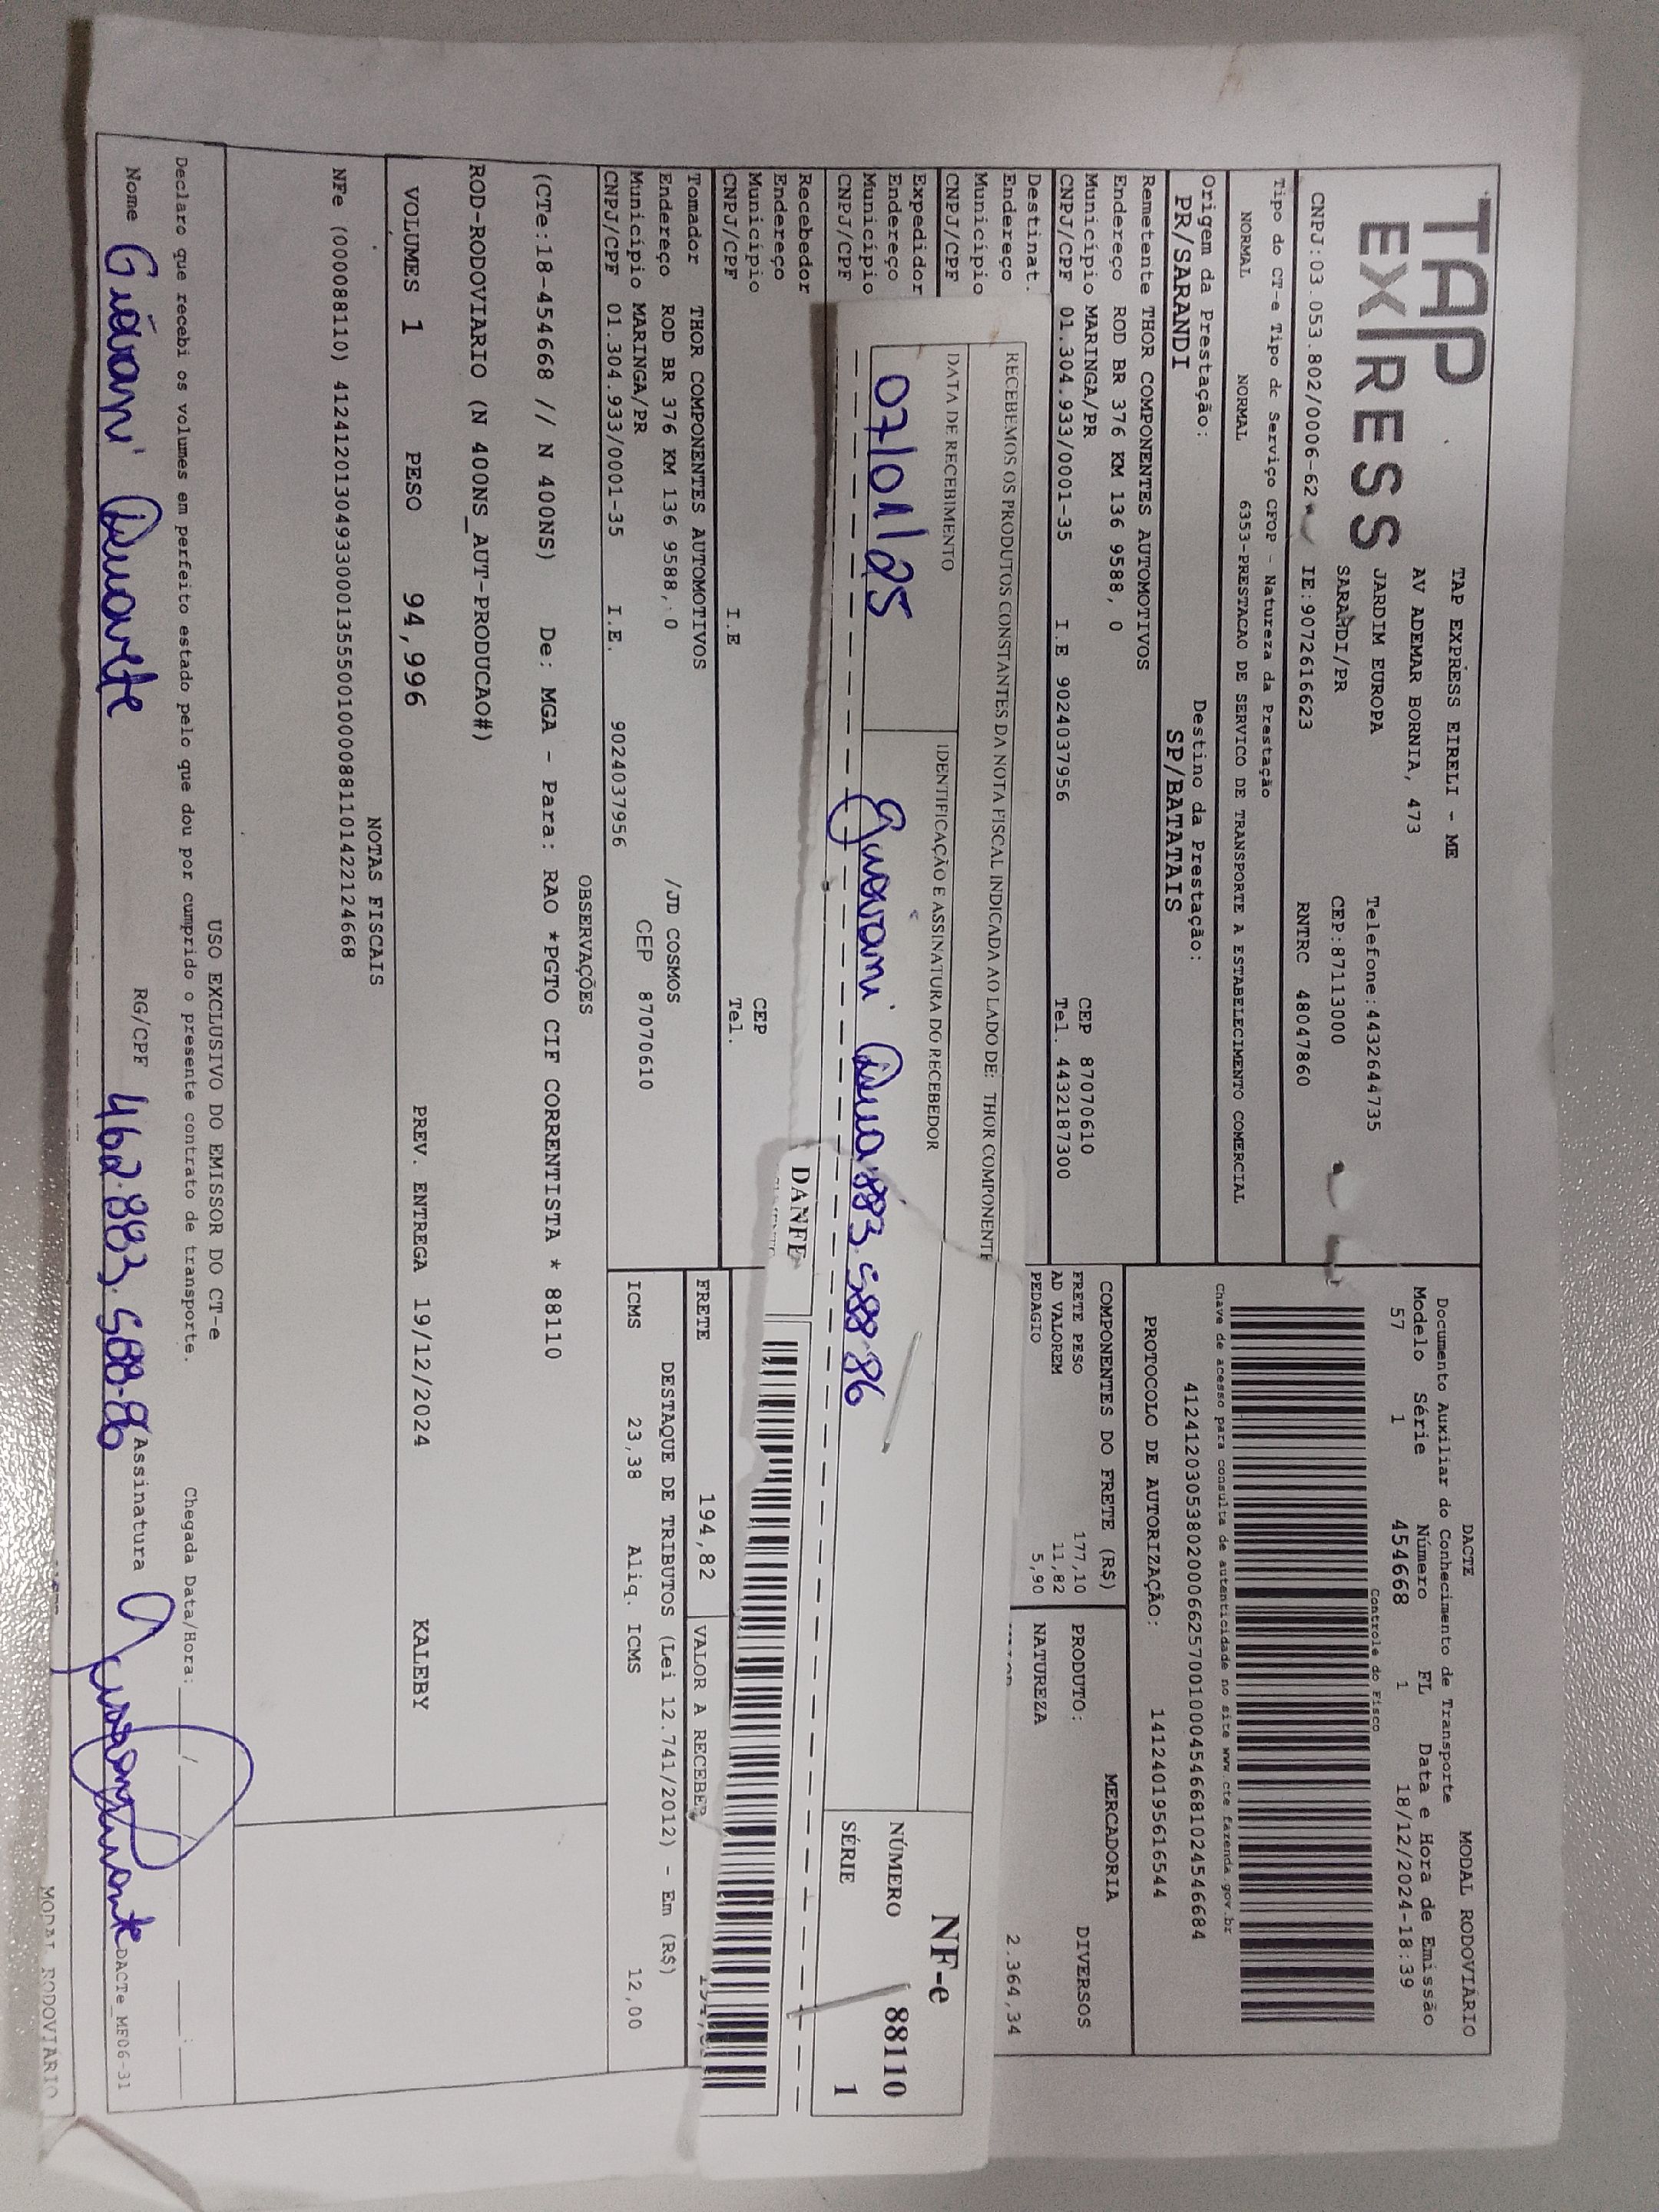 TAP
EXPRESS
TAP EXPRESS EIRELI - ME
AV ADEMAR BORNIA, 473
JARDIM EUROPA Telefone:4432644735
SARANDI/PR CEP:87113000
CNPJ:03.053.802/0006-62 IE:9072616623 RNTRC 48047860
DACTE MODAL RODOVIÁRIO
Documento Auxiliar do Conhecimento de Transporte
Modelo Série Número FL Data e Hora de Emissão
57 1 454668 1 18/12/2024-18:39
Controle do Fisco
Tipo do CT-e Tipo de Serviço CFOP - Natureza da Prestação
NORMAL NORMAL 6353-PRESTACAO DE SERVICO DE TRANSPORTE A ESTABELECIMENTO COMERCIAL
Chave de acesso para consulta de autenticidade no site www.cte.fazenda.gov.br
41241203053802000662570010004546681024546684
Origem da Prestação: Destino da Prestação:
PR/SARANDI SP/BATATAIS
PROTOCOLO DE AUTORIZAÇÃO: 141240195616544
Remetente THOR COMPONENTES AUTOMOTIVOS
Endereço ROD BR 376 KM 136 9588, 0
Município MARINGA/PR CEP 87070610
CNPJ/CPF 01.304.933/0001-35 I.E 9024037956 Tel. 4432187300
COMPONENTES DO FRETE (R$)
FRETE PESO 177,10
AD VALOREM 11,82
PEDAGIO 5,90
MERCADORIA
PRODUTO: DIVERSOS
NATUREZA
2.364,34
Destinat.
Endereço
Município
CNPJ/CPF
Expedidor
Endereço
Município
CNPJ/CPF
RECEBEMOS OS PRODUTOS CONSTANTES DA NOTA FISCAL INDICADA AO LADO DE: THOR COMPONENTE
DATA DE RECEBIMENTO IDENTIFICAÇÃO E ASSINATURA DO RECEBEDOR
07/01/25 Giovani Dua 883.588-86
NF-e
NÚMERO 88110
SÉRIE 1
DANFE
Recebedor
Endereço
Município CEP
CNPJ/CPF I.E Tel.
Tomador THOR COMPONENTES AUTOMOTIVOS
Endereço ROD BR 376 KM 136 9588, 0 /JD COSMOS
Município MARINGA/PR CEP 87070610
CNPJ/CPF 01.304.933/0001-35 I.E. 9024037956
FRETE 194,82 VALOR A RECEBER
DESTAQUE DE TRIBUTOS (Lei 12.741/2012) - Em (R$)
ICMS 23,38 Aliq. ICMS 12,00
OBSERVAÇÕES
(CTe:18-454668 // N 400NS) De: MGA - Para: RAO *PGTO CIF CORRENTISTA * 88110
ROD-RODOVIARIO (N 400NS_AUT-PRODUCAO#)
VOLUMES 1 PESO 94,996 PREV. ENTREGA 19/12/2024 KALEBY
NOTAS FISCAIS
NFe (000088110) 41241201304933000135550010000881101422124668
USO EXCLUSIVO DO EMISSOR DO CT-e
Declaro que recebi os volumes em perfeito estado pelo que dou por cumprido o presente contrato de transporte. Chegada Data/Hora: ___/___ ___:___
Nome Giovani Duarte RG/CPF 462.883.588-86 Assinatura Giovani Duarte
DACTe_MF06-31
MODAL RODOVIÁRIO